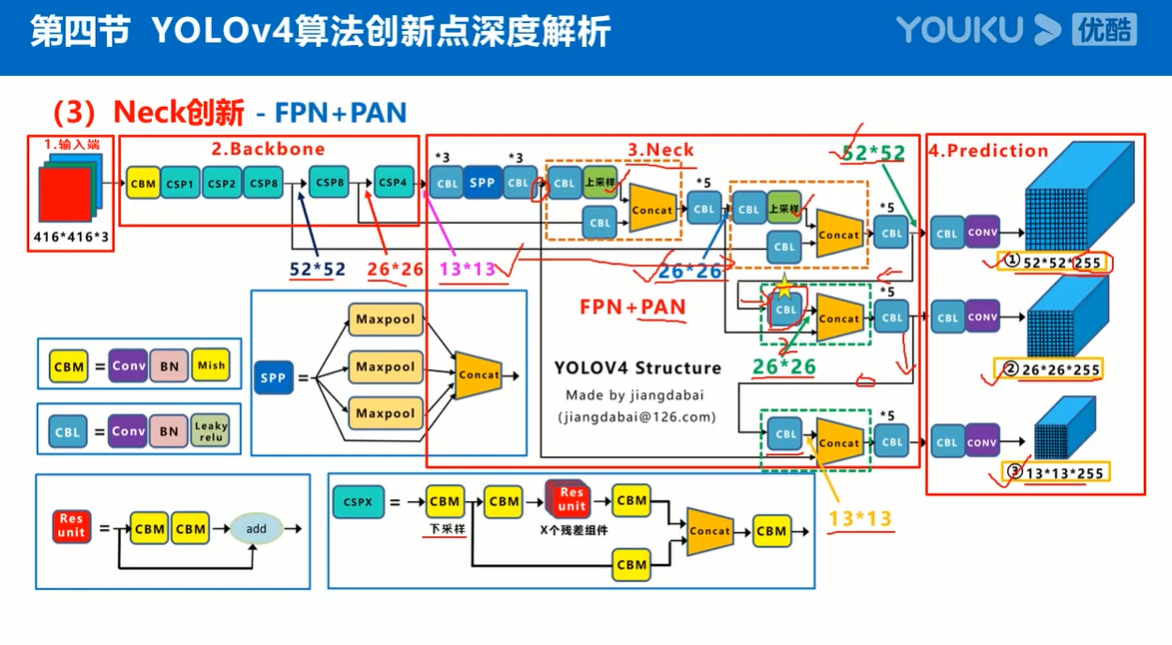 第四节 YOLOv4算法创新点深度解析
YOUKU 优酷
（3）Neck创新 - FPN+PAN
1.输入端
2.Backbone
3.Neck
4.Prediction
416*416*3
CBM CSP1 CSP2 CSP8 CSP8 CSP4
*3
*3
CBL SPP CBL
CBL 上采样
CBL
Concat
*5
CBL
CBL 上采样
CBL
Concat
*5
CBL
52*52
CBL CONV
①52*52*255
52*52
26*26
13*13
26*26
FPN+PAN
CBL
Concat
*5
CBL
CBL CONV
②26*26*255
26*26
YOLOV4 Structure
Made by jiangdabai
(jiangdabai@126.com)
CBL
Concat
*5
CBL
CBL CONV
③13*13*255
13*13
CBM = Conv BN Mish
CBL = Conv BN Leaky relu
SPP =
Maxpool
Maxpool
Maxpool
Concat
Res unit =
CBM CBM add
CSPX =
CBM
下采样
CBM
Res unit
X个残差组件
CBM
CBM
Concat
CBM